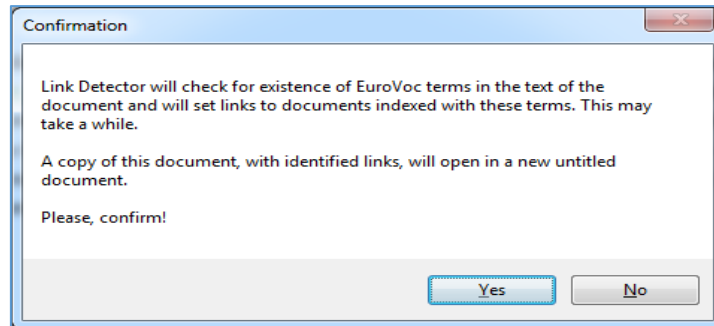 Confirmation
Link Detector will check for existence of EuroVoc terms in the text of the
document and will set links to documents indexed with these terms. This may
take a while.
A copy of this document, with identified links, will open in a new untitled
document.
Please, confirm!
Yes
No